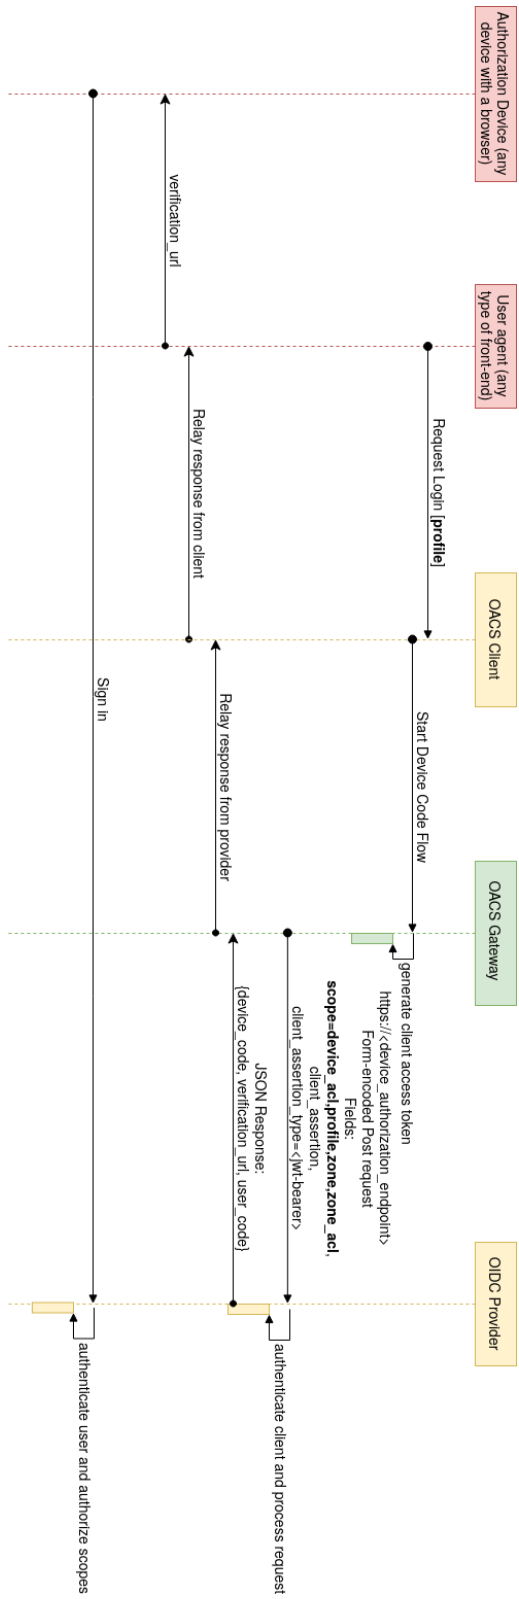 Authorization Device (any
device with a browser)
User agent (any
type of front-end)
OACS Client
OACS Gateway
OIDC Provider
Request Login [profile]
Start Device Code Flow
generate client access token
https://<device_authorization_endpoint>
Form-encoded Post request
Fields:
scope=device_acl,profile,zone,zone_acl,
client_assertion,
client_assertion_type=<jwt-bearer>
authenticate client and process request
JSON Response:
{device_code, verification_url, user_code}
Relay response from provider
Relay response from client
verification_url
Sign in
authenticate user and authorize scopes